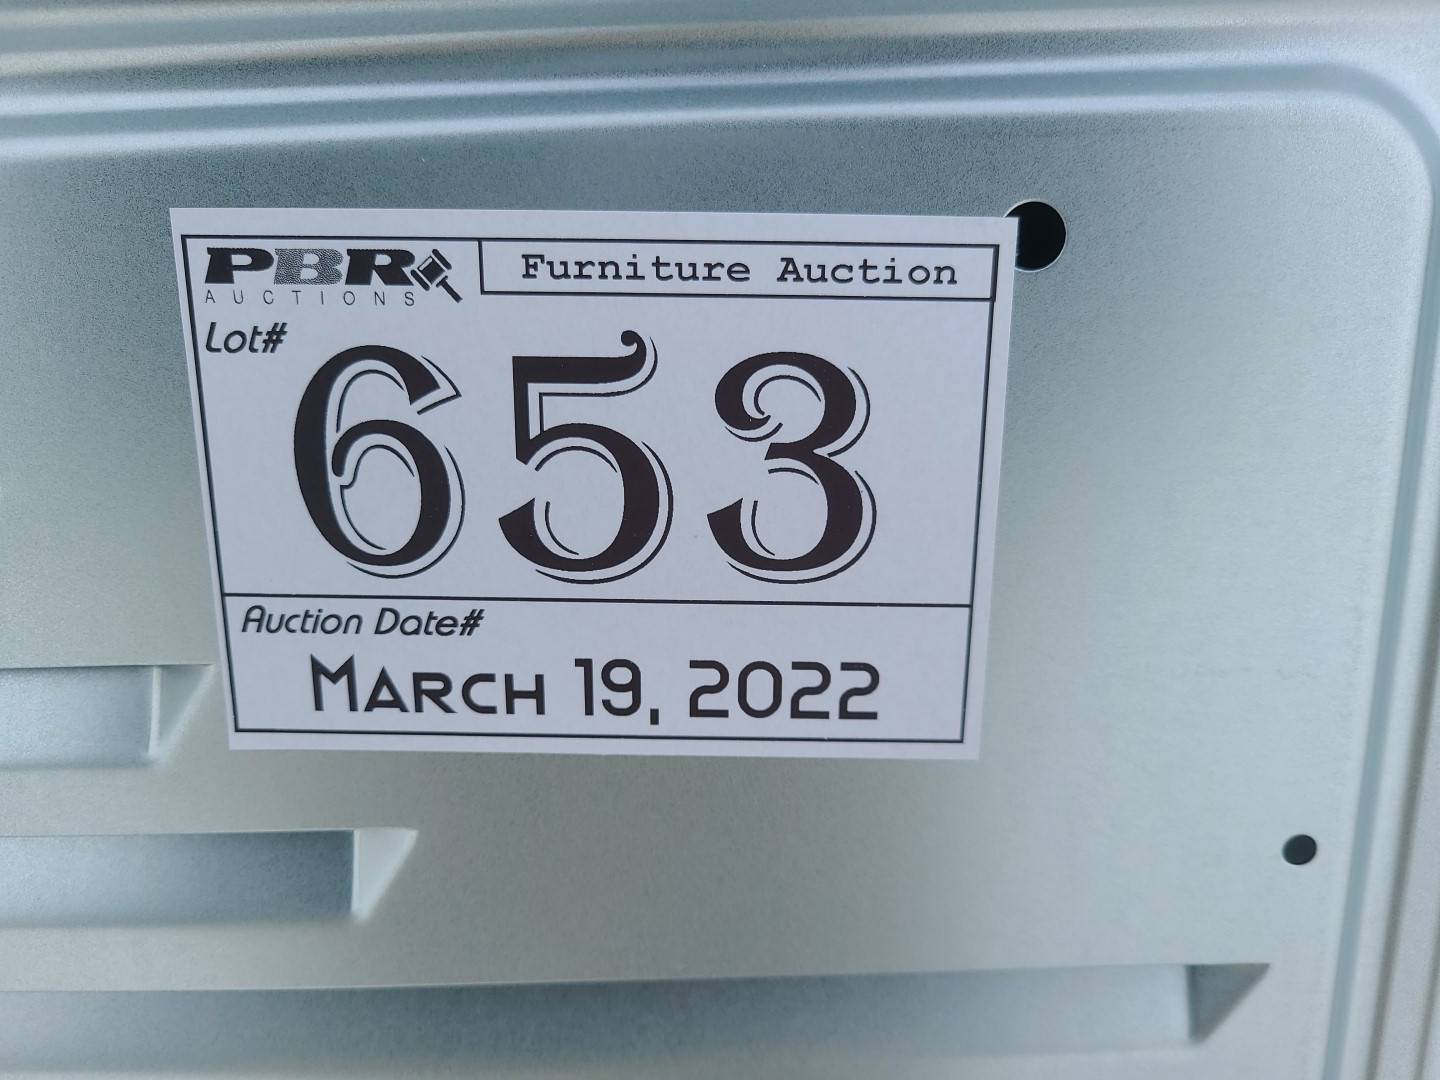 PBR
AUCTIONS
Furniture Auction
Lot#
653
Auction Date#
MARCH 19, 2022